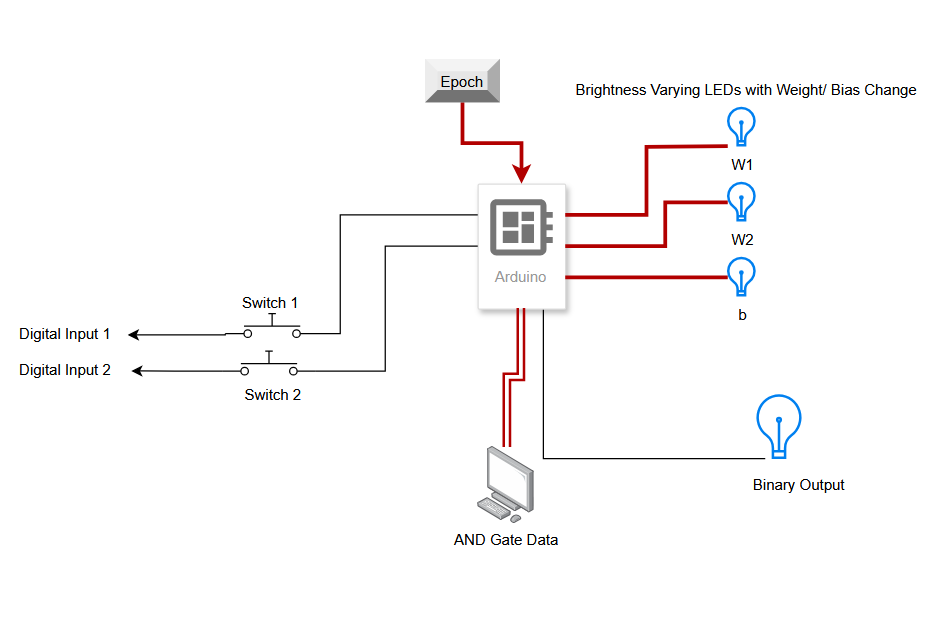 Epoch
Brightness Varying LEDs with Weight/ Bias Change
W1
W2
Arduino
b
Switch 1
Digital Input 1
Digital Input 2
Switch 2
Binary Output
AND Gate Data